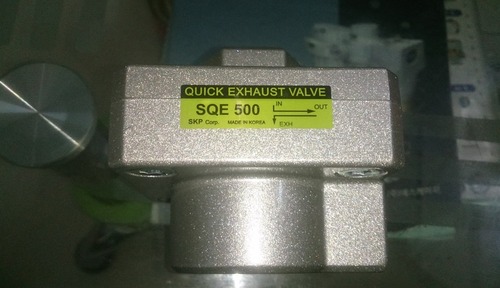 QUICK EXHAUST VALVE
SQE 500 IN OUT
SKP Corp. MADE IN KOREA EXH